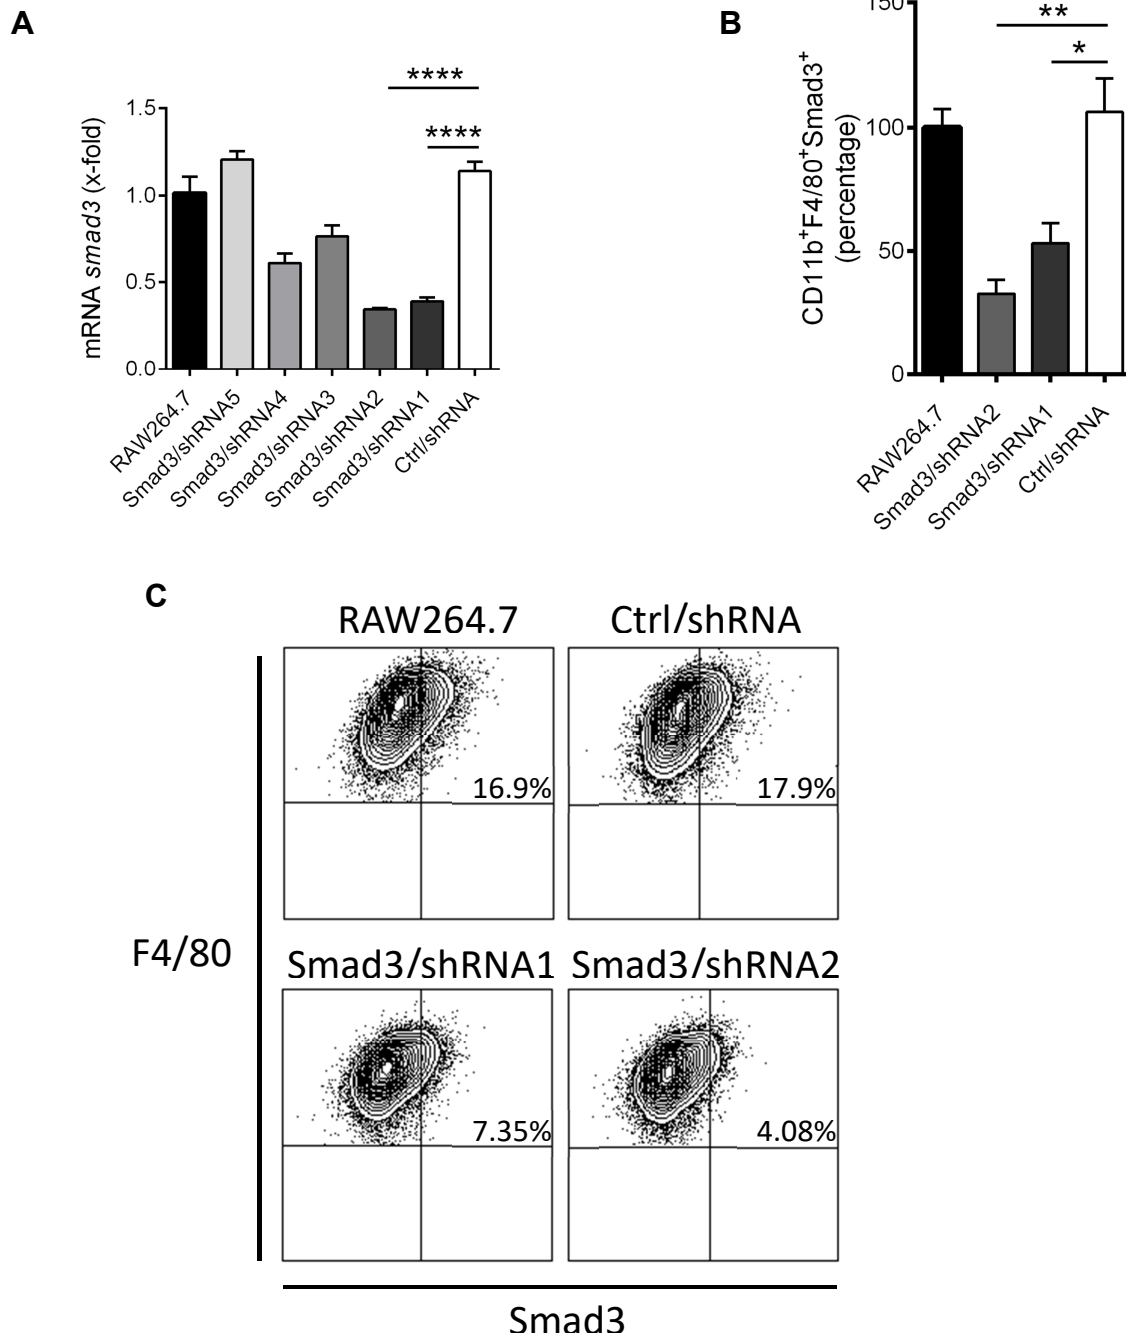 A
mRNA smad3 (x-fold)
1.5
1.0
0.5
0.0
****
****
RAW264.7
Smad3/shRNA5
Smad3/shRNA4
Smad3/shRNA3
Smad3/shRNA2
Smad3/shRNA1
Ctrl/shRNA
B
CD11b⁺F4/80⁺Smad3⁺
(percentage)
150
100
50
0
**
*
RAW264.7
Smad3/shRNA2
Smad3/shRNA1
Ctrl/shRNA
C
RAW264.7
Ctrl/shRNA
16.9%
17.9%
F4/80
Smad3/shRNA1
Smad3/shRNA2
7.35%
4.08%
Smad3